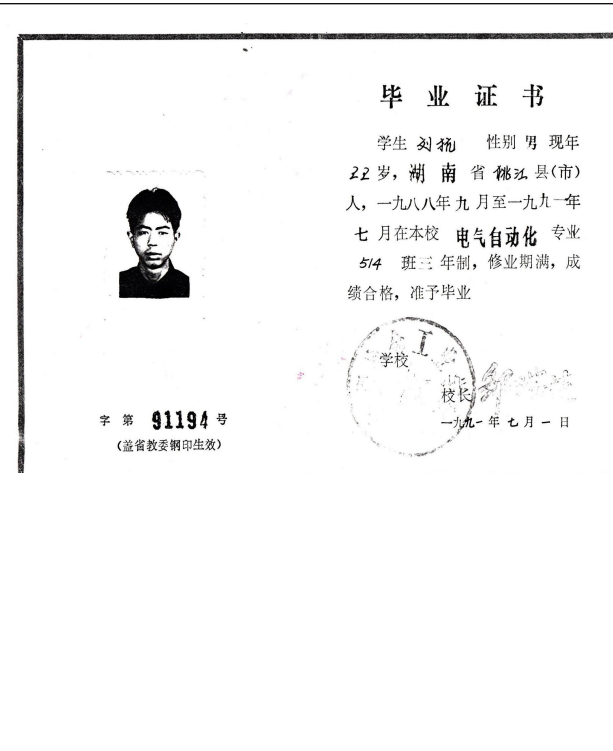 毕业证书
学生 刘航 性别 男 现年
22岁，湖南省桃江县(市)
人，一九八八年九月至一九九一年
七月在本校 电气自动化 专业
514 班三年制，修业期满，成
绩合格，准予毕业
学校
校长
一九九一年七月一日
字第 91194 号
(盖省教委钢印生效)